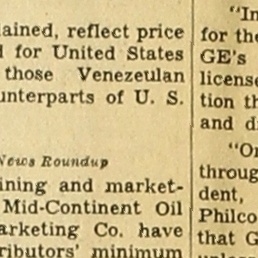 ained, reflect price
for United States
those Venezeulan
unterparts of U. S.
News Roundup
ining and market-
Mid-Continent Oil
arketing Co. have
ributors' minimum
"In
for the
GE's
license
tion th
and d
"On
throug
dent,
Philco
that G